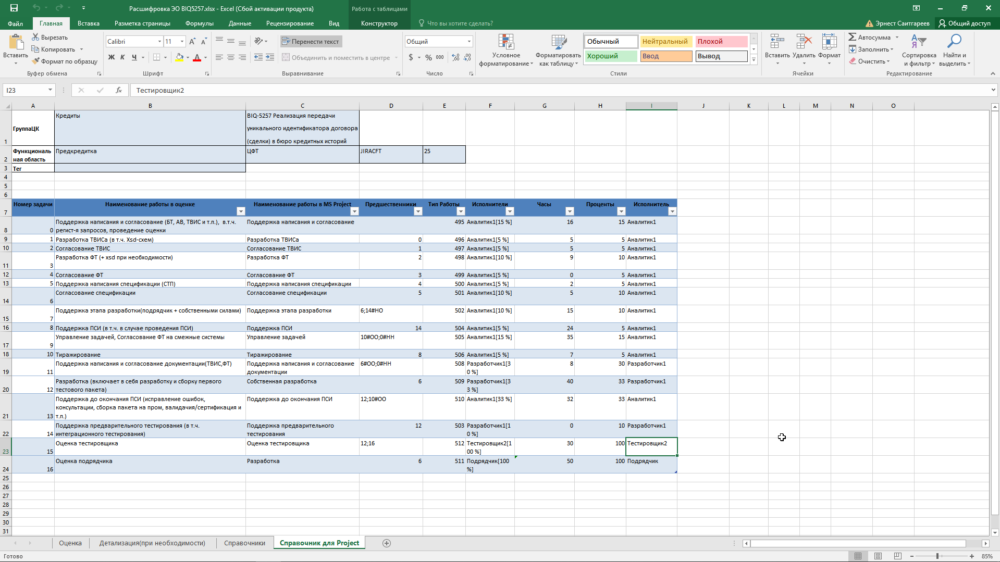 Расшифровка ЭО BIQ5257.xlsx - Excel (Сбой активации продукта)
Работа с таблицами
Файл Главная Вставка Разметка страницы Формулы Данные Рецензирование Вид Конструктор Что вы хотите сделать? Эрнест Саитгареев Общий доступ
Вставить
Вырезать
Копировать
Формат по образцу
Буфер обмена
Calibri 11
Ж К Ч
Шрифт
Перенести текст
Объединить и поместить в центре
Выравнивание
Общий
$ % 000
Число
Условное форматирование
Форматировать как таблицу
Обычный Нейтральный Плохой
Хороший Ввод Вывод
Стили
Вставить Удалить Формат
Ячейки
Автосумма
Заполнить
Очистить
Сортировка и фильтр
Найти и выделить
Редактирование
I23 fx Тестировщик2
A B C D E F G H I J K L M N O
1 ГруппаЦК Кредиты BIQ-5257 Реализация передачи
уникального идентификатора договора
(сделки) в бюро кредитных историй
2 Функциональ
ная область Предкредитка ЦФТ JIRACFT 25
3 Тег
4
5
6
7 Номер задачи Наименование работы в оценке Наименование работы в MS Project Предшественники Тип Работы Исполнители Часы Проценты Исполнитель
8 0 Поддержка написания и согласование (БТ, АВ, ТВИС и т.п.), в.т.ч.
регист-я запросов, проведение оценки Поддержка написания и согласование 495 Аналитик1[15 %] 16 15 Аналитик1
9 1 Разработка ТВИСа (в т.ч. Xsd-схем) Разработка ТВИСа 0 496 Аналитик1[5 %] 5 5 Аналитик1
10 2 Согласование ТВИС Согласование ТВИС 1 497 Аналитик1[5 %] 5 5 Аналитик1
11 3 Разработка ФТ (+ xsd при необходимости) Разработка ФТ 2 498 Аналитик1[10 %] 9 10 Аналитик1
12 4 Согласование ФТ Согласование ФТ 3 499 Аналитик1[5 %] 0 5 Аналитик1
13 5 Поддержка написания спецификации (СТП) Поддержка написания спецификации 4 500 Аналитик1[5 %] 2 5 Аналитик1
14 6 Согласование спецификации Согласование спецификации 5 501 Аналитик1[10 %] 5 10 Аналитик1
15 7 Поддержка этапа разработки(подрядчик + собственными силами) Поддержка этапа разработки 6;14#НО 502 Аналитик1[10 %] 15 10 Аналитик1
16 8 Поддержка ПСИ (в т.ч. в случае проведения ПСИ) Поддержка ПСИ 14 504 Аналитик1[5 %] 24 5 Аналитик1
17 9 Управление задачей, Согласование ФТ на смежные системы Управление задачей 10#ОО;0#НН 505 Аналитик1[15 %] 35 15 Аналитик1
18 10 Тиражирование Тиражирование 8 506 Аналитик1[5 %] 7 5 Аналитик1
19 11 Поддержка написания и согласование документации(ТВИС,ФТ) Поддержка написания и согласование
документации 6#ОО;0#НН 508 Разработчик1[3
0 %] 8 30 Разработчик1
20 12 Разработка (включает в себя разработку и сборку первого
тестового пакета) Собственная разработка 6 509 Разработчик1[3
3 %] 40 33 Разработчик1
21 13 Поддержка до окончания ПСИ (исправление ошибок,
консультации, сборка пакета на пром, валидачия/сертификация и
т.п.) Поддержка до окончания ПСИ 12;10#ОО 510 Аналитик1[33 %] 32 33 Аналитик1
22 14 Поддержка предварительного тестирования (в т.ч.
интеграционного тестирования) Поддержка предварительного
тестирования 12 503 Разработчик1[1
0 %] 0 10 Разработчик1
23 15 Оценка тестировщика Оценка тестировщика 12;16 512 Тестировщик2[1
00 %] 30 100 Тестировщик2
24 16 Оценка подрядчика Разработка 6 511 Подрядчик[100
%] 50 100 Подрядчик
25
26
27
28
29
30
31
Оценка Детализация(при необходимости) Справочники Справочник для Project
Готово 85%